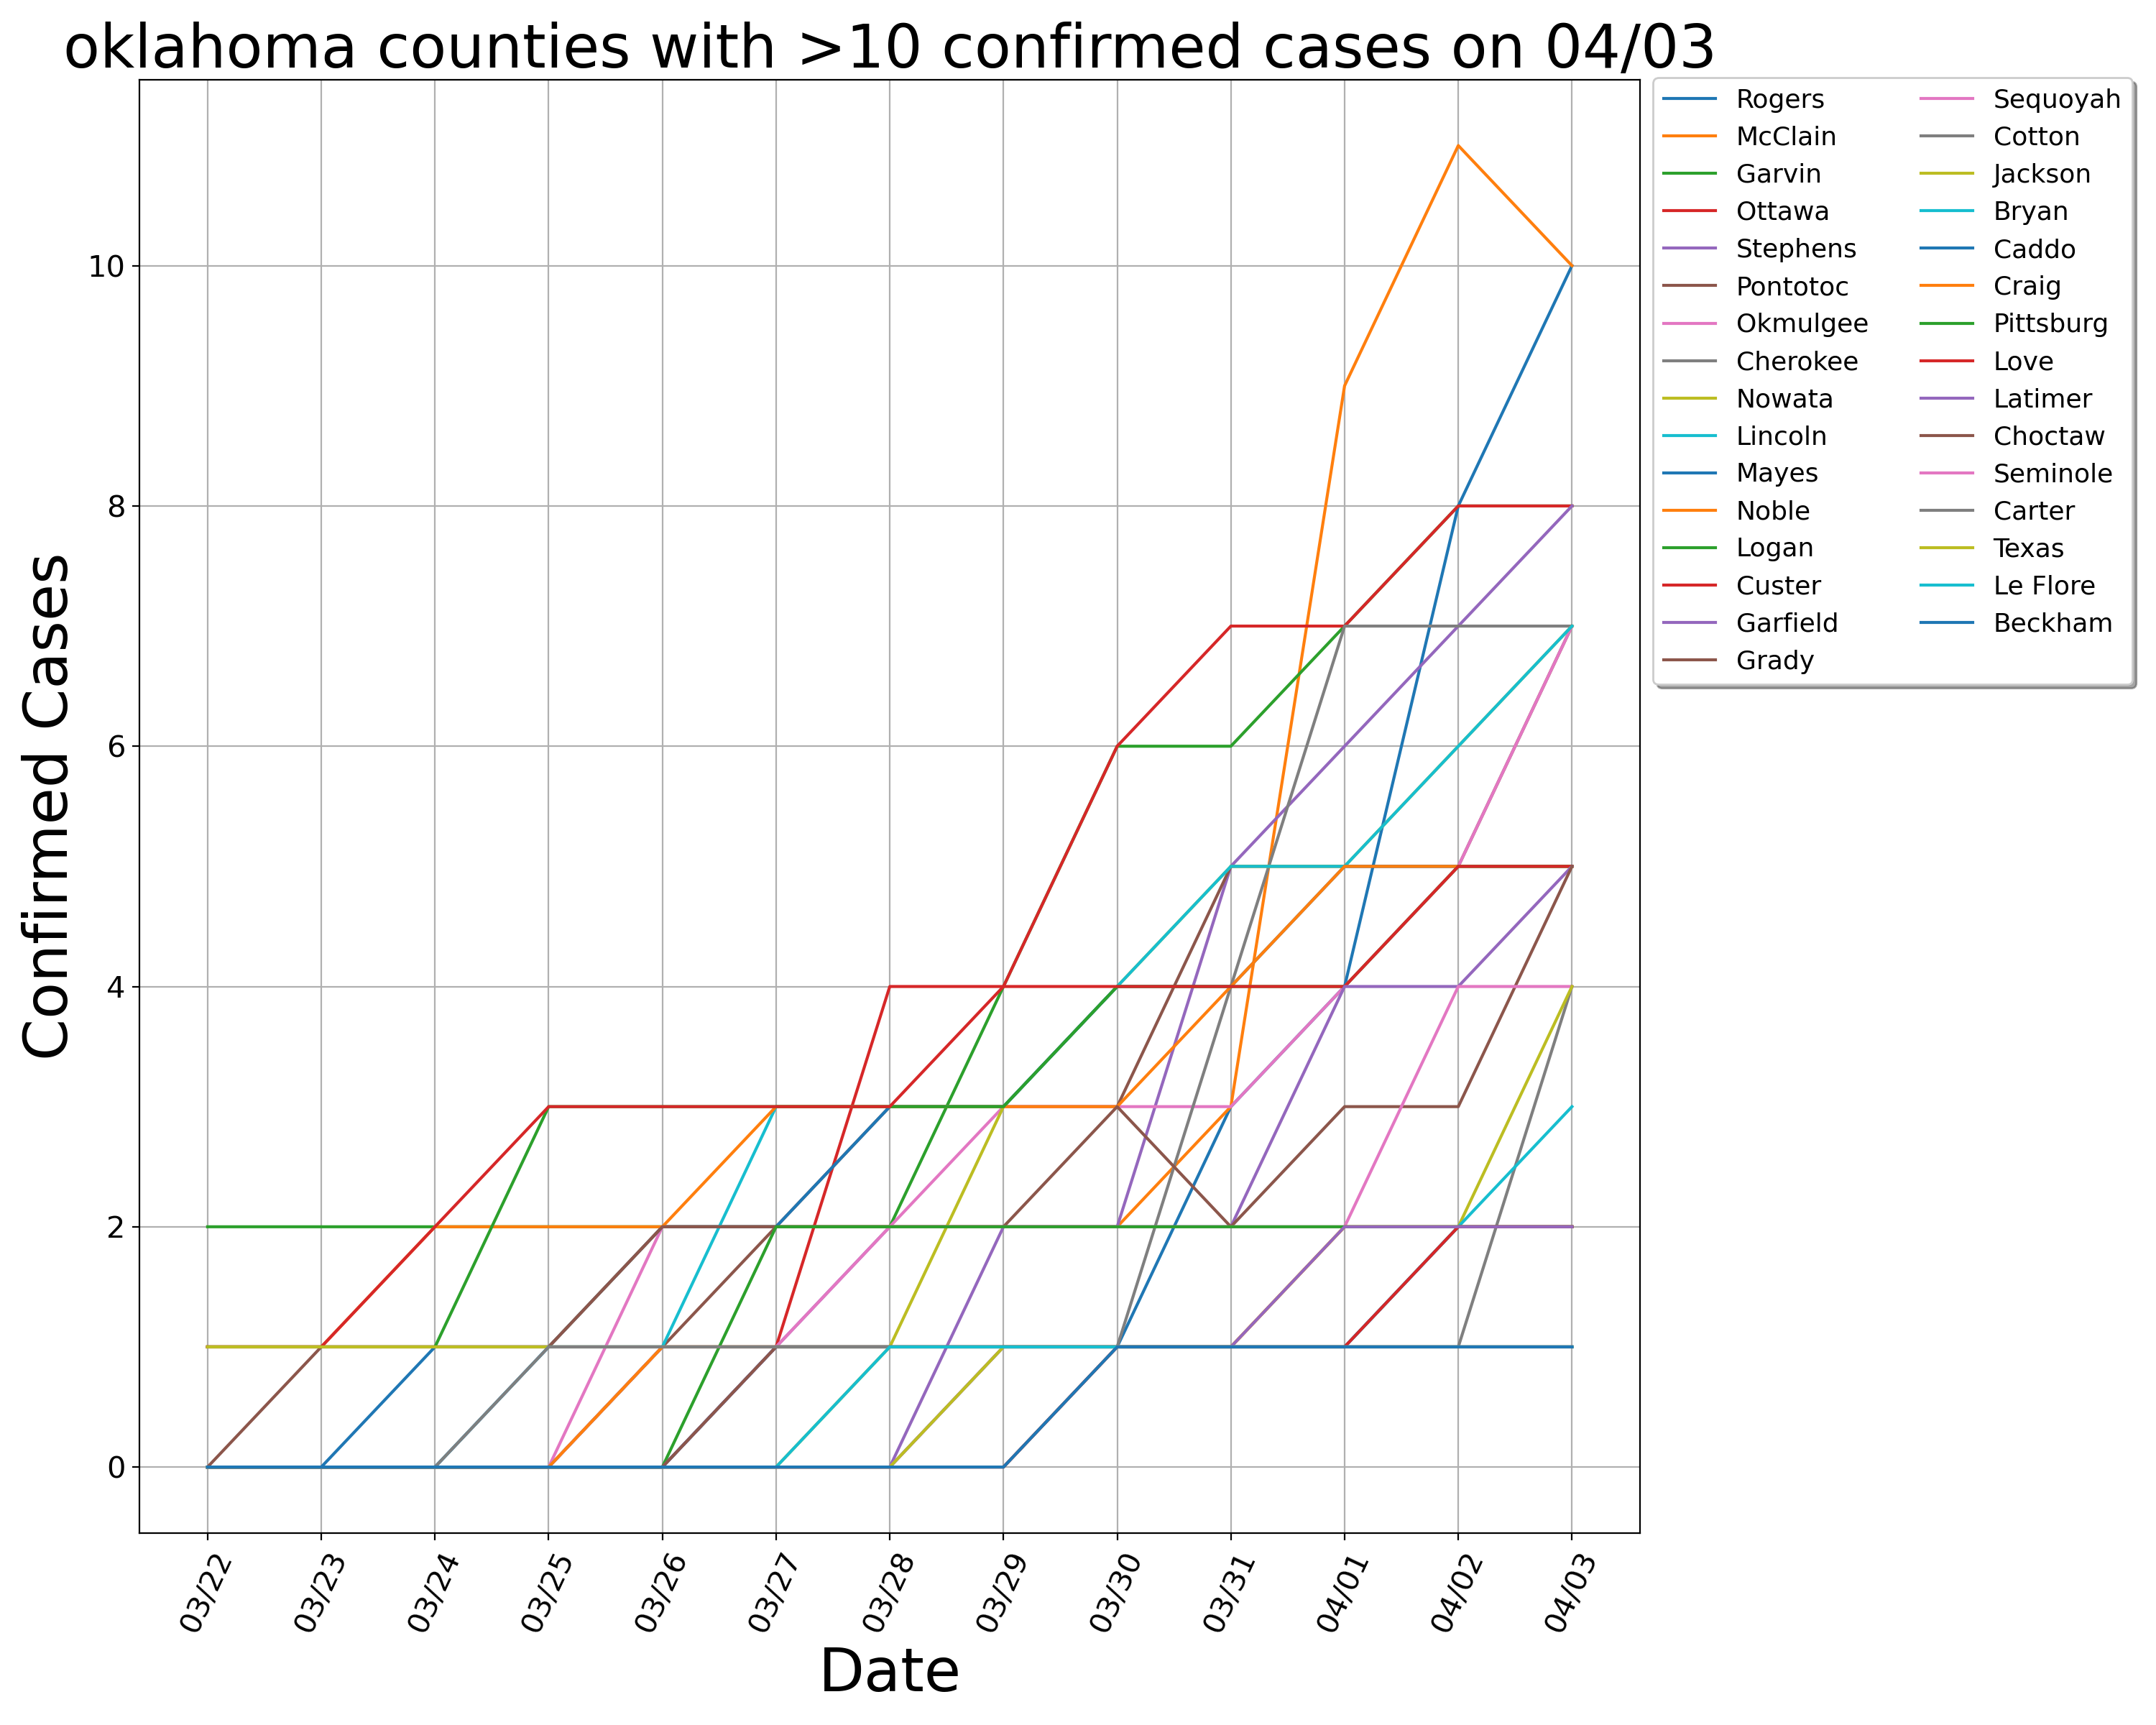 oklahoma counties with >10 confirmed cases on 04/03
Confirmed Cases
10
8
6
4
2
0
03/22
03/23
03/24
03/25
03/26
03/27
03/28
03/29
03/30
03/31
04/01
04/02
04/03
Date
Rogers
McClain
Garvin
Ottawa
Stephens
Pontotoc
Okmulgee
Cherokee
Nowata
Lincoln
Mayes
Noble
Logan
Custer
Garfield
Grady
Sequoyah
Cotton
Jackson
Bryan
Caddo
Craig
Pittsburg
Love
Latimer
Choctaw
Seminole
Carter
Texas
Le Flore
Beckham